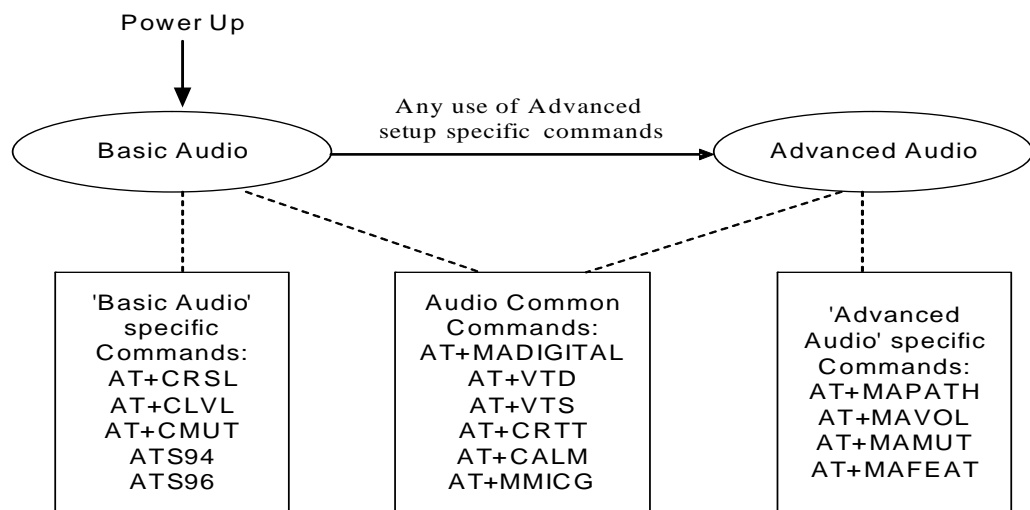 Power Up
Any use of Advanced
setup specific commands
Basic Audio
Advanced Audio
'Basic Audio'
specific
Commands:
AT+CRSL
AT+CLVL
AT+CMUT
ATS94
ATS96
Audio Common
Commands:
AT+MADIGITAL
AT+VTD
AT+VTS
AT+CRTT
AT+CALM
AT+MMICG
'Advanced
Audio' specific
Commands:
AT+MAPATH
AT+MAVOL
AT+MAMUT
AT+MAFEAT